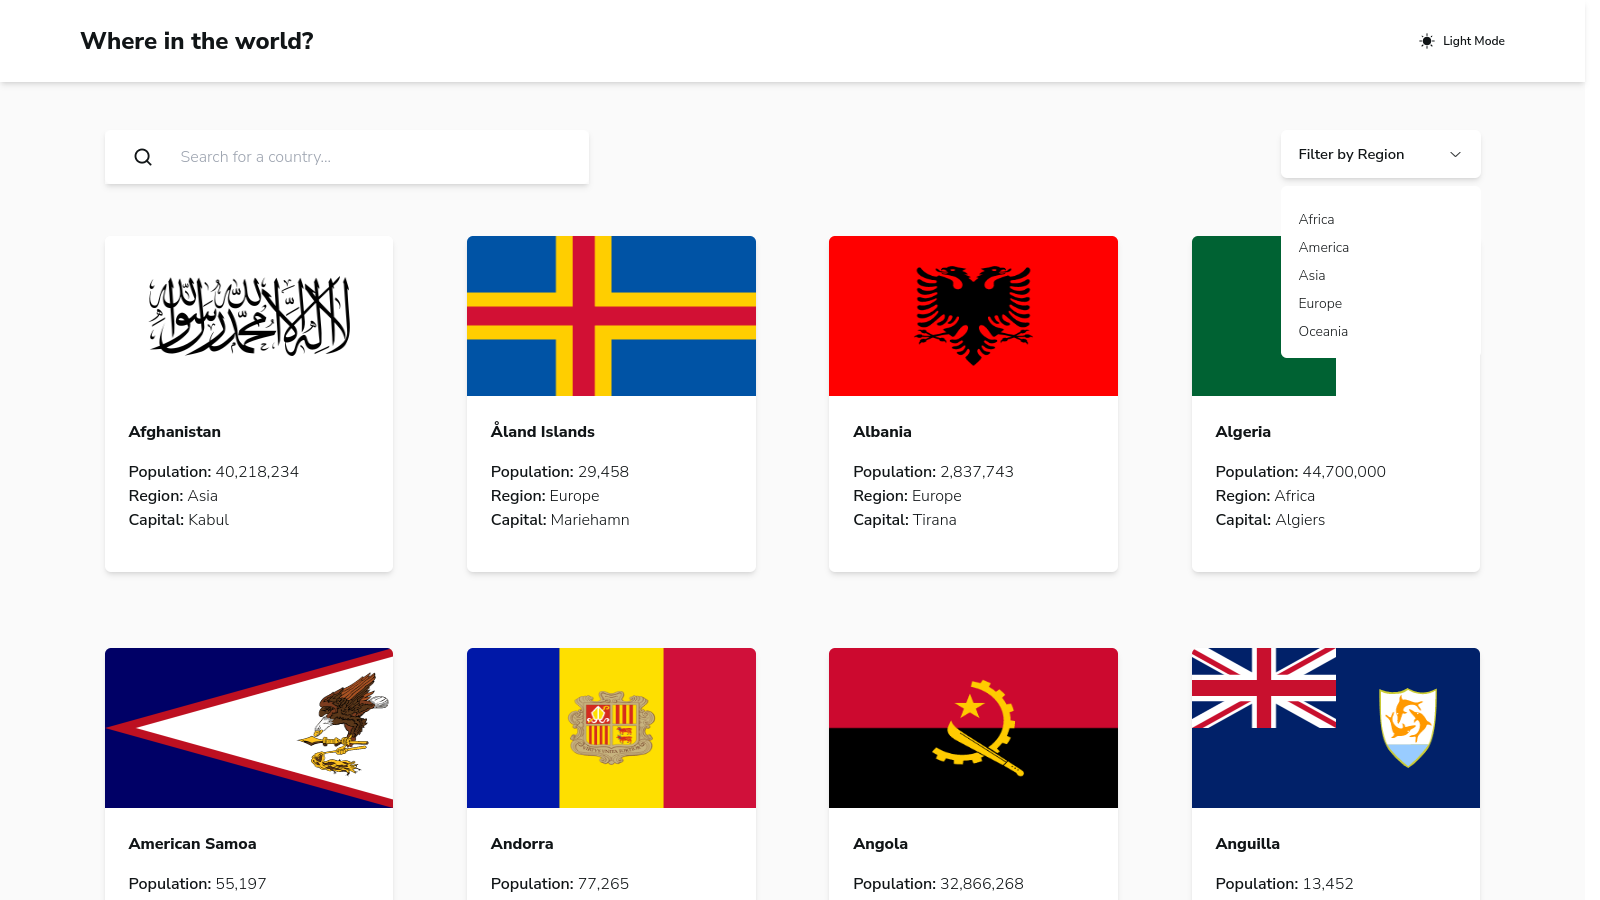 Where in the world?
Light Mode
Search for a country...
Filter by Region
Africa
America
Asia
Europe
Oceania
لا إله إلا الله محمد رسول الله
Afghanistan
Population: 40,218,234
Region: Asia
Capital: Kabul
Åland Islands
Population: 29,458
Region: Europe
Capital: Mariehamn
Albania
Population: 2,837,743
Region: Europe
Capital: Tirana
Algeria
Population: 44,700,000
Region: Africa
Capital: Algiers
American Samoa
Population: 55,197
Andorra
Population: 77,265
Angola
Population: 32,866,268
Anguilla
Population: 13,452